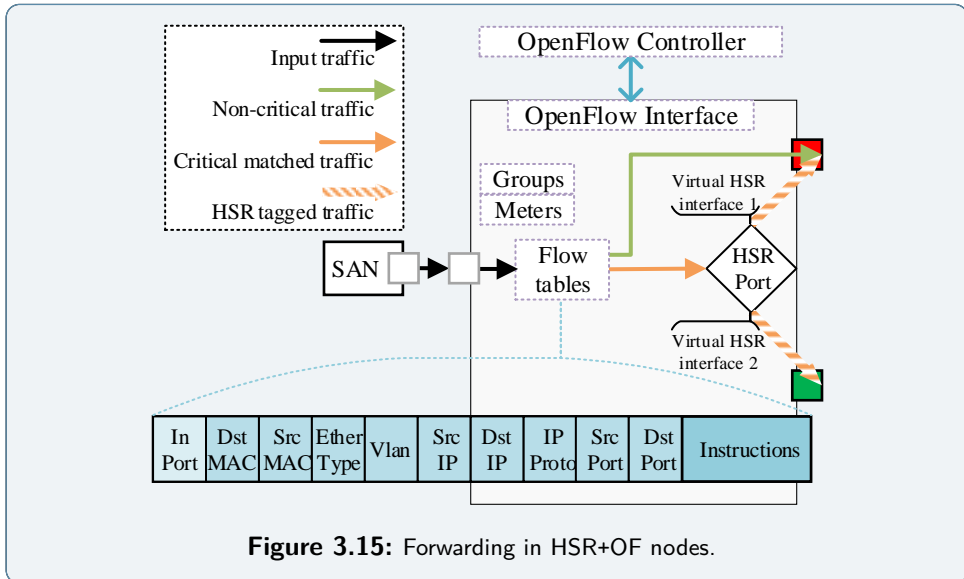 Input traffic
Non-critical traffic
Critical matched traffic
HSR tagged traffic
OpenFlow Controller
OpenFlow Interface
Groups
Meters
Virtual HSR
interface 1
SAN
Flow
tables
HSR
Port
Virtual HSR
interface 2
In
Port
Dst
MAC
Src
MAC
Ether
Type
Vlan
Src
IP
Dst
IP
IP
Proto
Src
Port
Dst
Port
Instructions
Figure 3.15: Forwarding in HSR+OF nodes.